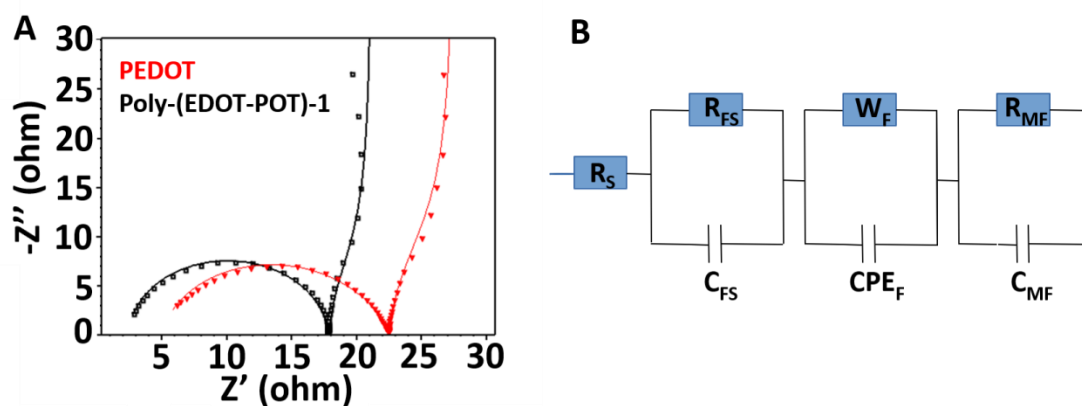 A
PEDOT
Poly-(EDOT-POT)-1
-Z′′ (ohm)
30
25
20
15
10
5
0
5 10 15 20 25 30
Z′ (ohm)
B
R_FS W_F R_MF
R_S
C_FS CPE_F C_MF